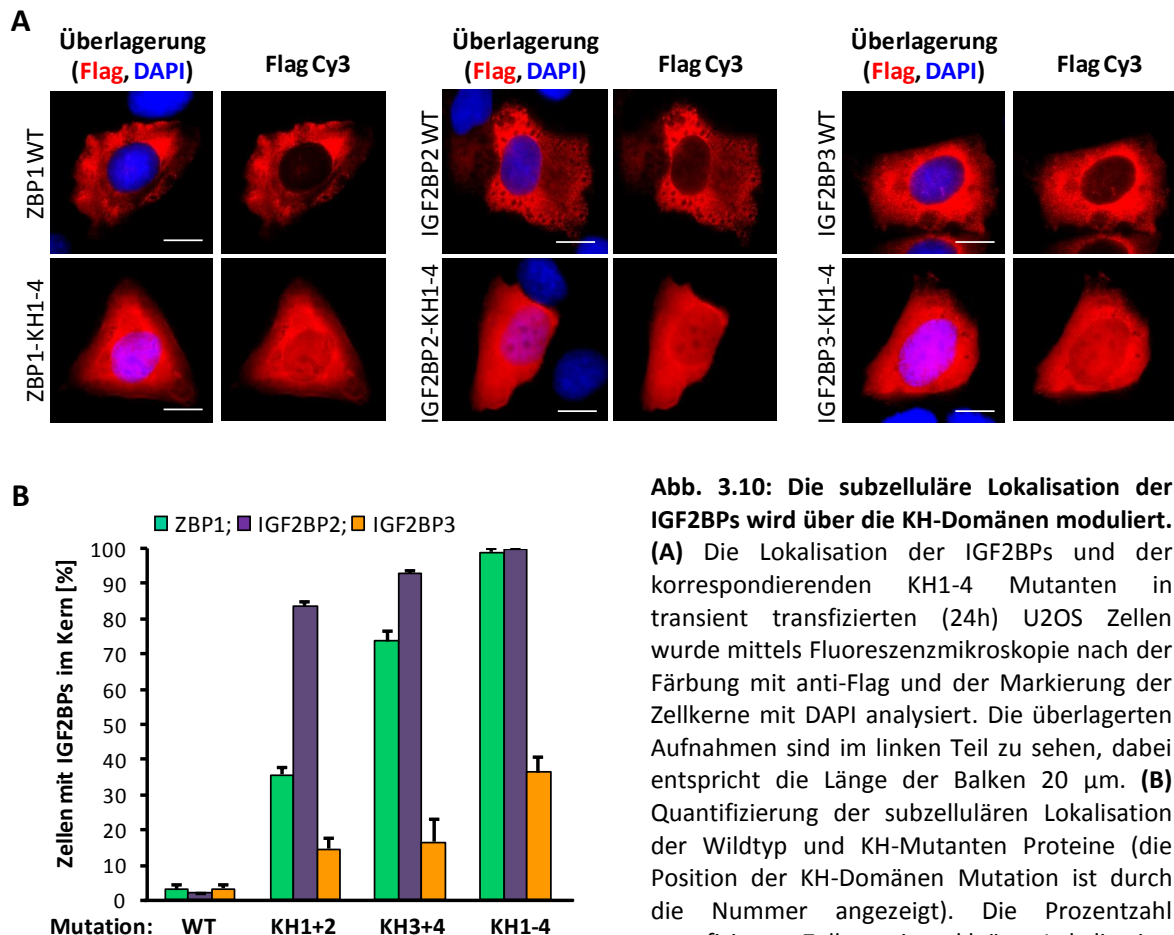 A
Überlagerung
(Flag, DAPI)
Flag Cy3
Überlagerung
(Flag, DAPI)
Flag Cy3
Überlagerung
(Flag, DAPI)
Flag Cy3
ZBP1 WT
IGF2BP2 WT
IGF2BP3 WT
ZBP1-KH1-4
IGF2BP2-KH1-4
IGF2BP3-KH1-4
B
ZBP1; IGF2BP2; IGF2BP3
Zellen mit IGF2BPs im Kern [%]
100
90
80
70
60
50
40
30
20
10
0
Mutation: WT KH1+2 KH3+4 KH1-4
Abb. 3.10: Die subzelluläre Lokalisation der
IGF2BPs wird über die KH-Domänen moduliert.
(A) Die Lokalisation der IGF2BPs und der
korrespondierenden KH1-4 Mutanten in
transient transfizierten (24h) U2OS Zellen
wurde mittels Fluoreszenzmikroskopie nach der
Färbung mit anti-Flag und der Markierung der
Zellkerne mit DAPI analysiert. Die überlagerten
Aufnahmen sind im linken Teil zu sehen, dabei
entspricht die Länge der Balken 20 µm. (B)
Quantifizierung der subzellulären Lokalisation
der Wildtyp und KH-Mutanten Proteine (die
Position der KH-Domänen Mutation ist durch
die Nummer angezeigt). Die Prozentzahl